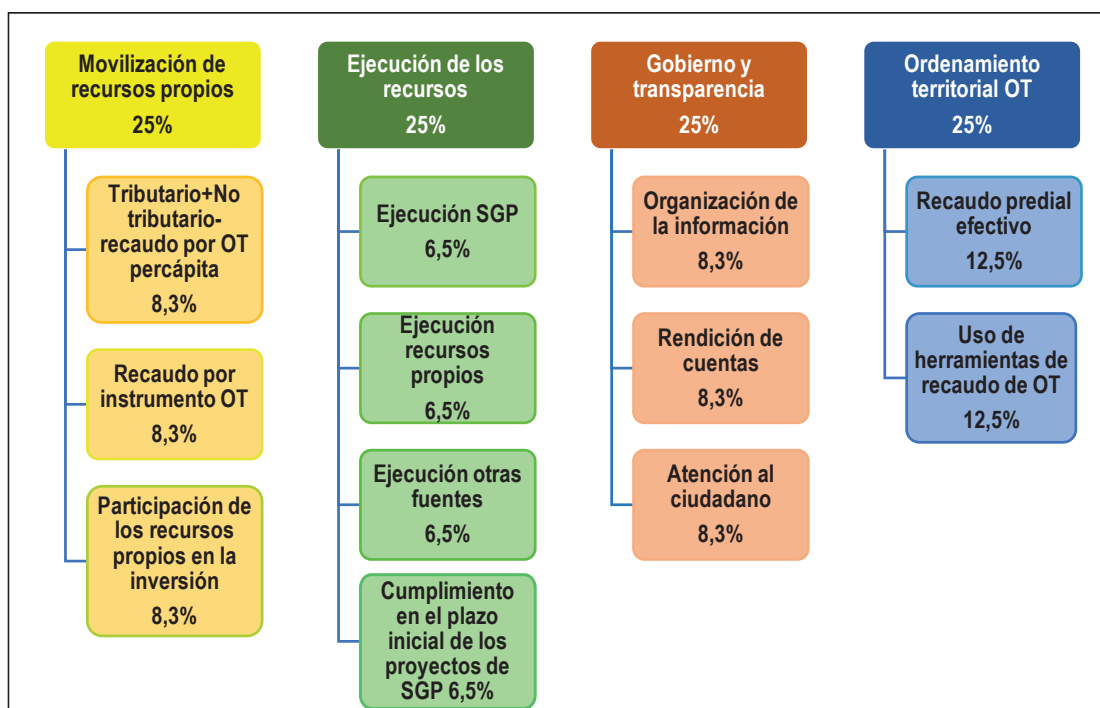 Movilización de
recursos propios
25%
Tributario+No
tributario-
recaudo por OT
percápita
8,3%
Recaudo por
instrumento OT
8,3%
Participación de
los recursos
propios en la
inversión
8,3%
Ejecución de los
recursos
25%
Ejecución SGP
6,5%
Ejecución
recursos
propios
6,5%
Ejecución otras
fuentes
6,5%
Cumplimiento
en el plazo
inicial de los
proyectos de
SGP 6,5%
Gobierno y
transparencia
25%
Organización de
la información
8,3%
Rendición de
cuentas
8,3%
Atención al
ciudadano
8,3%
Ordenamiento
territorial OT
25%
Recaudo predial
efectivo
12,5%
Uso de
herramientas de
recaudo de OT
12,5%